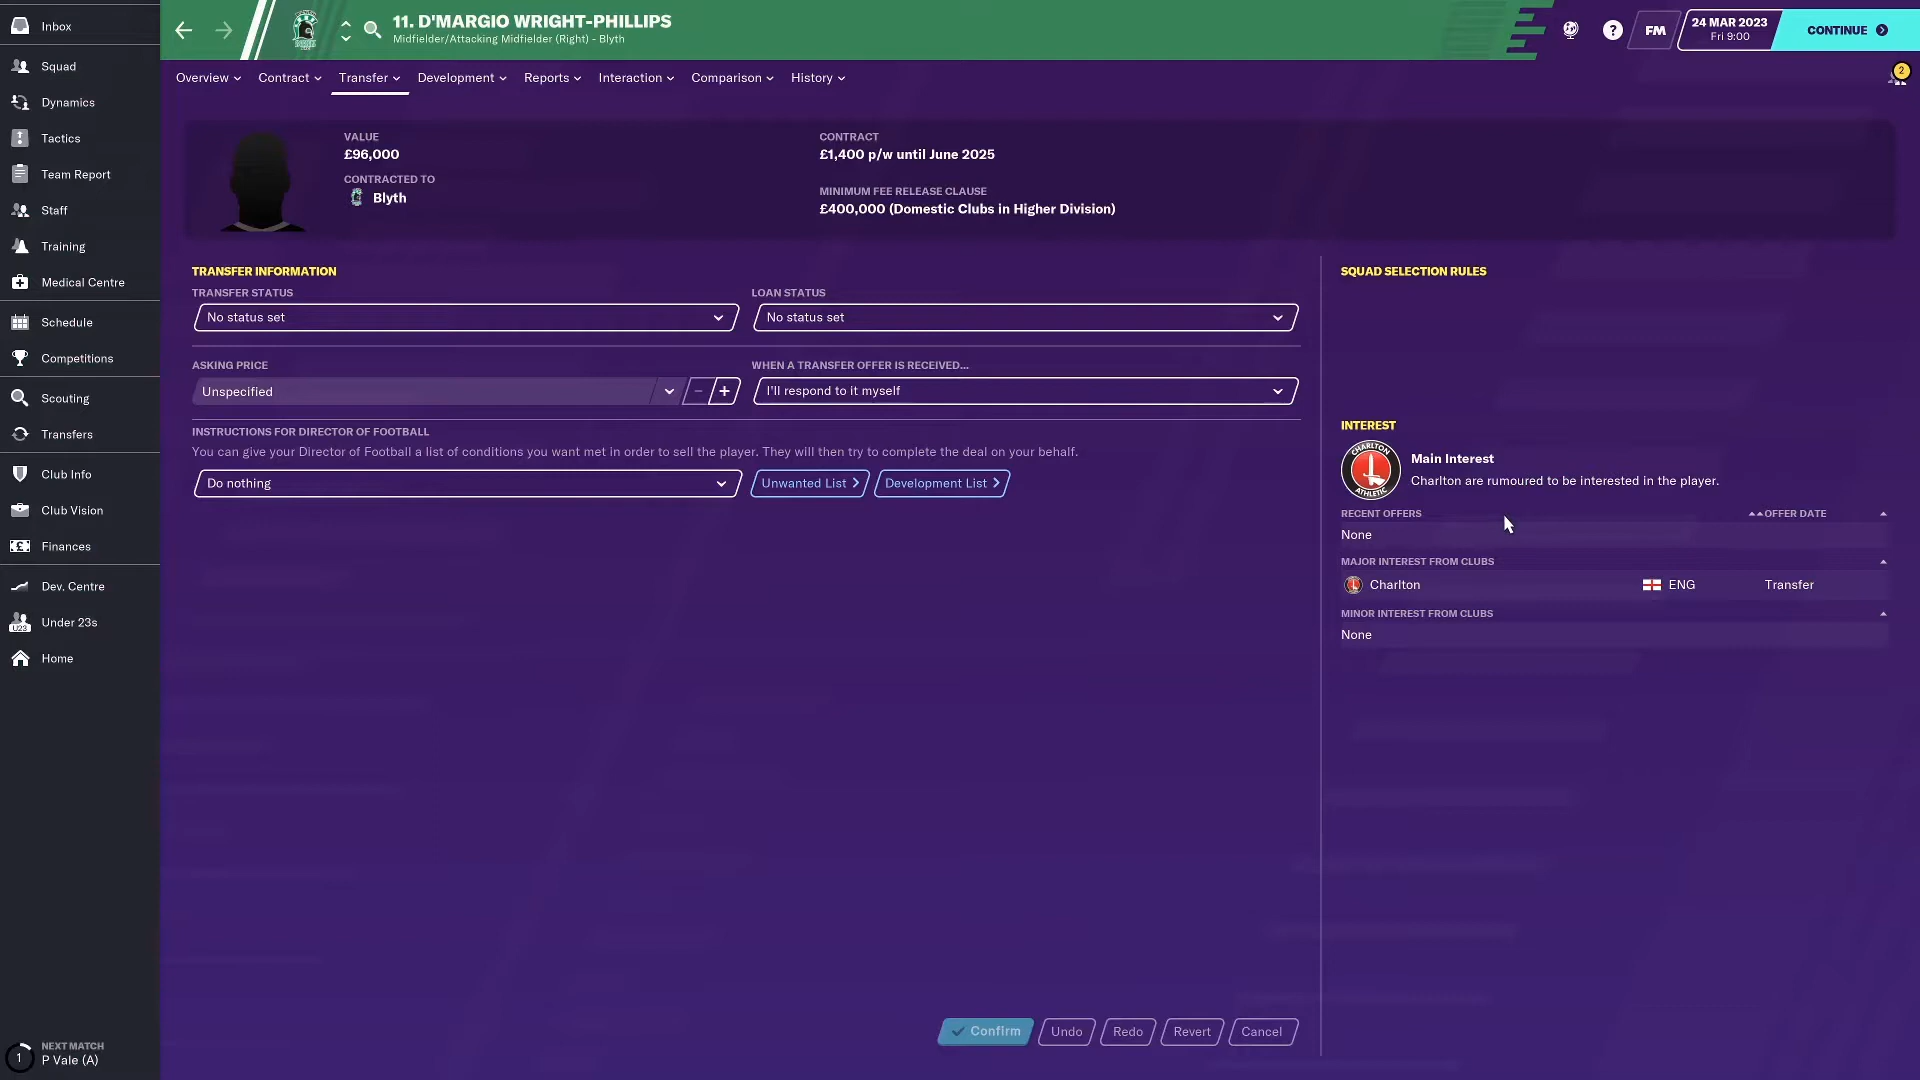 Inbox
Squad
Dynamics
Tactics
Team Report
Staff
Training
Medical Centre
Schedule
Competitions
Scouting
Transfers
Club Info
Club Vision
Finances
Dev. Centre
U23
Under 23s
Home
1
NEXT MATCH
P Vale (A)
11. D'MARGIO WRIGHT-PHILLIPS
Midfielder/Attacking Midfielder (Right) - Blyth
?
FM
24 MAR 2023
Fri 9:00
CONTINUE
2
Overview
Contract
Transfer
Development
Reports
Interaction
Comparison
History
VALUE
£96,000
CONTRACTED TO
Blyth
CONTRACT
£1,400 p/w until June 2025
MINIMUM FEE RELEASE CLAUSE
£400,000 (Domestic Clubs in Higher Division)
TRANSFER INFORMATION
TRANSFER STATUS
No status set
LOAN STATUS
No status set
ASKING PRICE
Unspecified
- +
WHEN A TRANSFER OFFER IS RECEIVED...
I'll respond to it myself
INSTRUCTIONS FOR DIRECTOR OF FOOTBALL
You can give your Director of Football a list of conditions you want met in order to sell the player. They will then try to complete the deal on your behalf.
Do nothing
Unwanted List
Development List
SQUAD SELECTION RULES
INTEREST
CHARLTON
ATHLETIC
Main Interest
Charlton are rumoured to be interested in the player.
RECENT OFFERS
OFFER DATE
None
MAJOR INTEREST FROM CLUBS
Charlton
ENG
Transfer
MINOR INTEREST FROM CLUBS
None
Confirm
Undo
Redo
Revert
Cancel